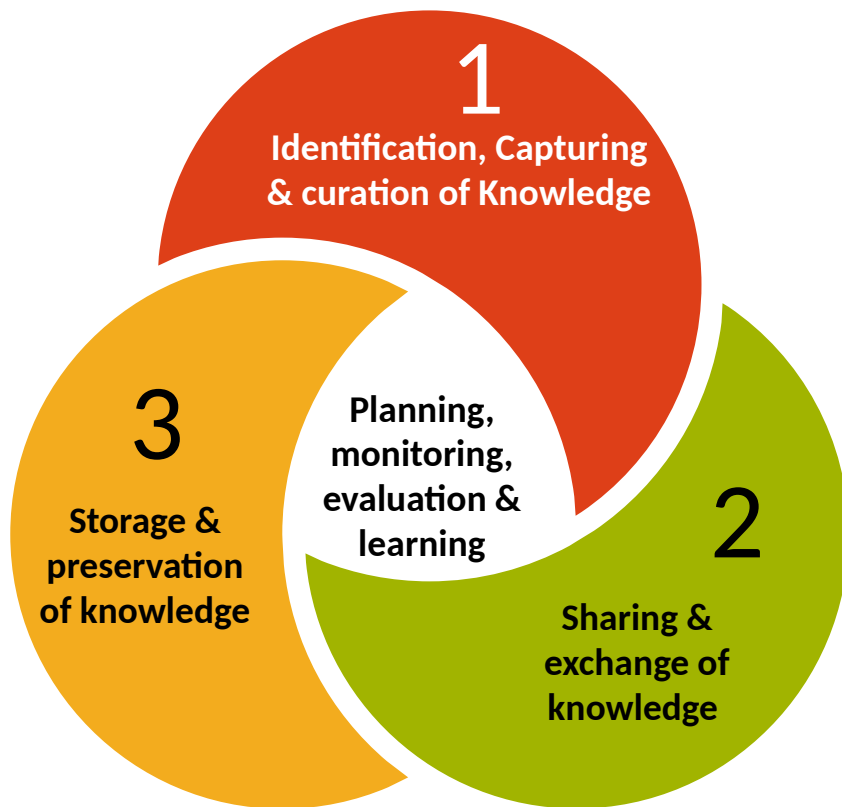 1
Identification, Capturing
& curation of Knowledge
2
Sharing &
exchange of
knowledge
3
Storage &
preservation
of knowledge
Planning,
monitoring,
evaluation &
learning